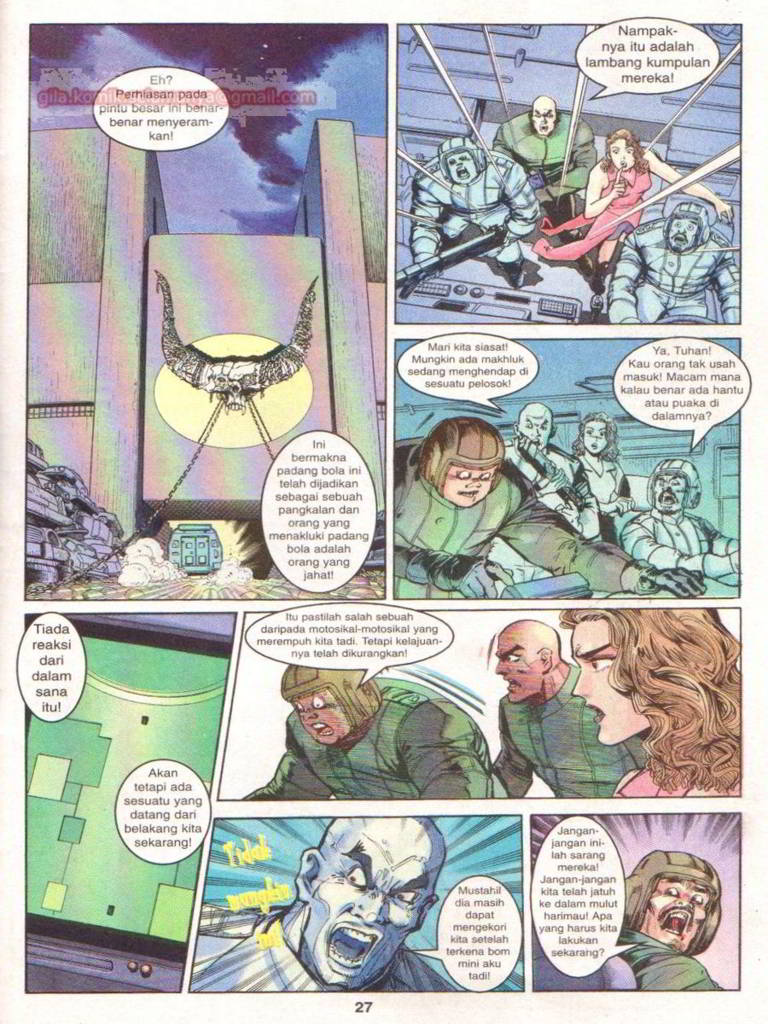 Eh?
Perhiasan pada
pintu besar ini benar-
benar menyeram-
kan!
gila.komik
@gmail.com
Ini
bermakna
padang bola ini
telah dijadikan
sebagai sebuah
pangkalan dan
orang yang
menakluki padang
bola adalah
orang yang
jahat!
Nampak-
nya itu adalah
lambang kumpulan
mereka!
Mari kita siasat!
Mungkin ada makhluk
sedang menghendap di
sesuatu pelosok!
Ya, Tuhan!
Kau orang tak usah
masuk! Macam mana
kalau benar ada hantu
atau puaka di
dalamnya?
Tiada
reaksi
dari
dalam
sana
itu!
Akan
tetapi ada
sesuatu yang
datang dari
belakang kita
sekarang!
Itu pastilah salah sebuah
daripada motosikal-motosikal yang
merempuh kita tadi. Tetapi kelajuan-
nya telah dikurangkan!
Tidak
mungkin
ni!
Mustahil
dia masih
dapat
mengekori
kita setelah
terkena bom
mini aku
tadi!
Jangan-
jangan ini-
lah sarang
mereka!
Jangan-jangan
kita telah jatuh
ke dalam mulut
harimau! Apa
yang harus kita
lakukan
sekarang?
27